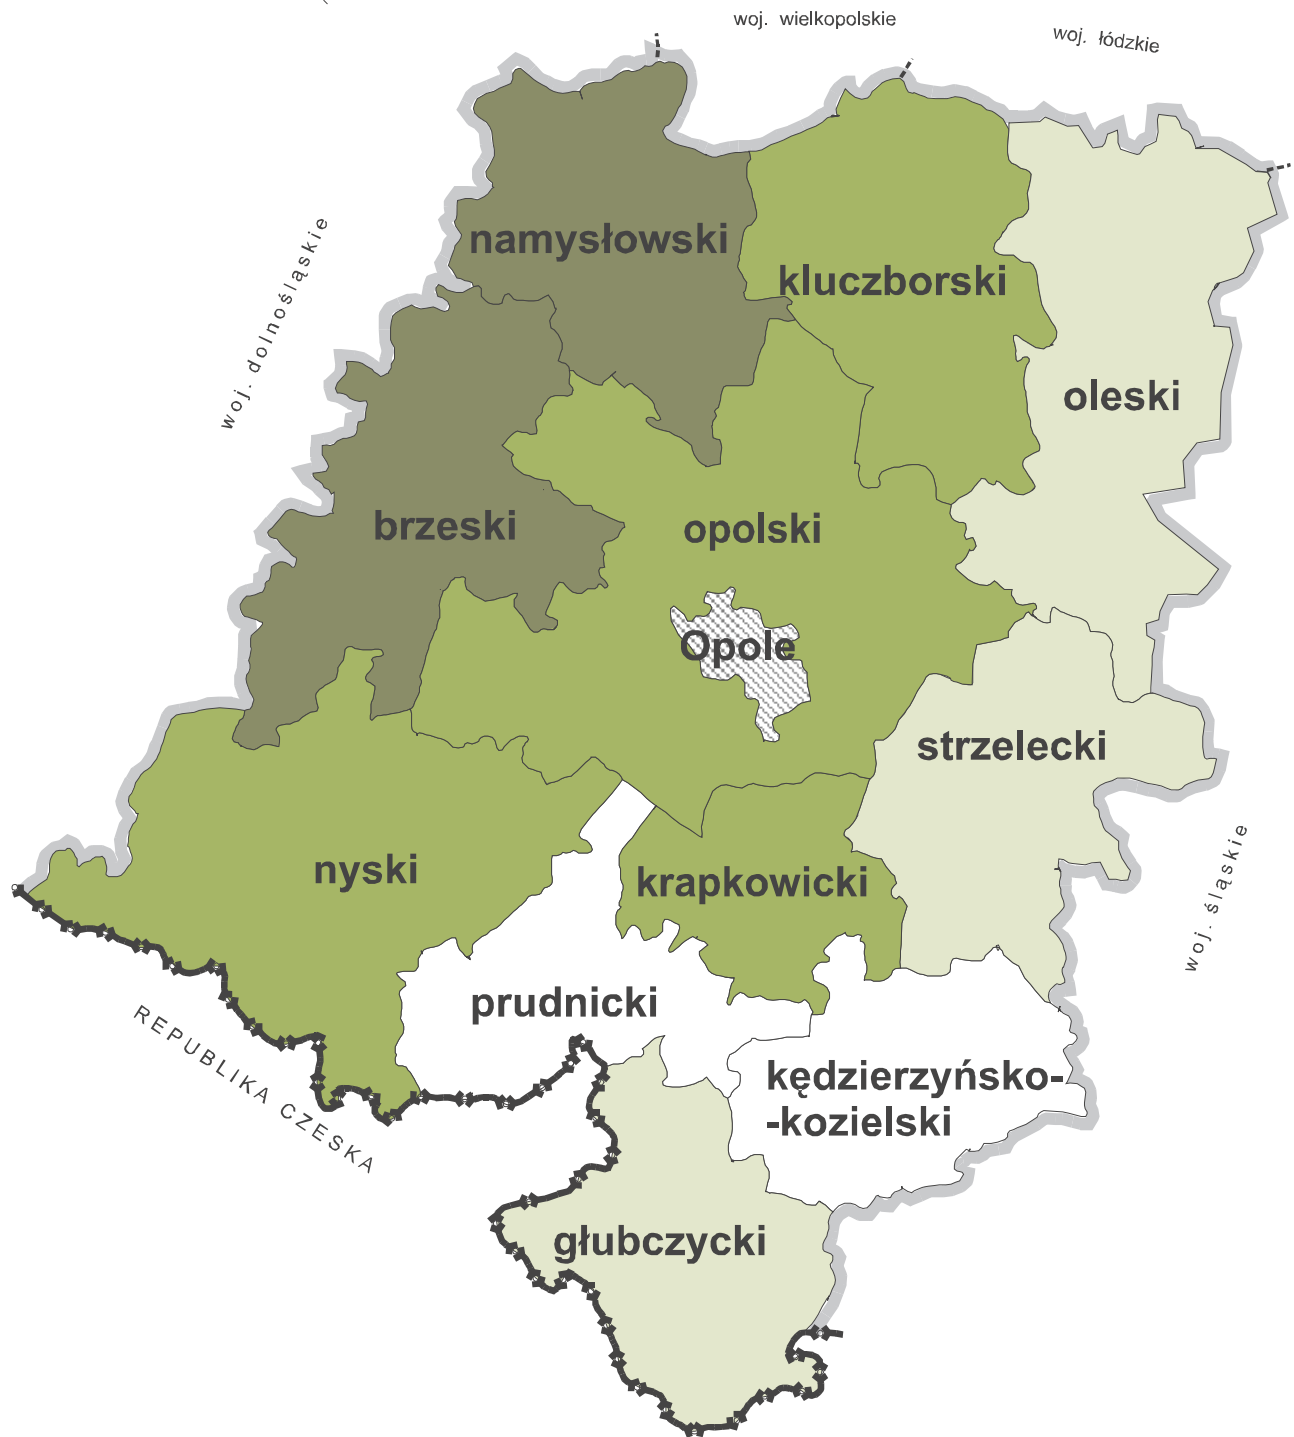 woj. wielkopolskie
woj. łódzkie
namysłowski
woj. dolnośląskie
kluczborski
oleski
brzeski
opolski
Opole
strzelecki
nyski
krapkowicki
woj. śląskie
prudnicki
REPUBLIKA CZESKA
kędzierzyńsko-
-kozielski
głubczycki